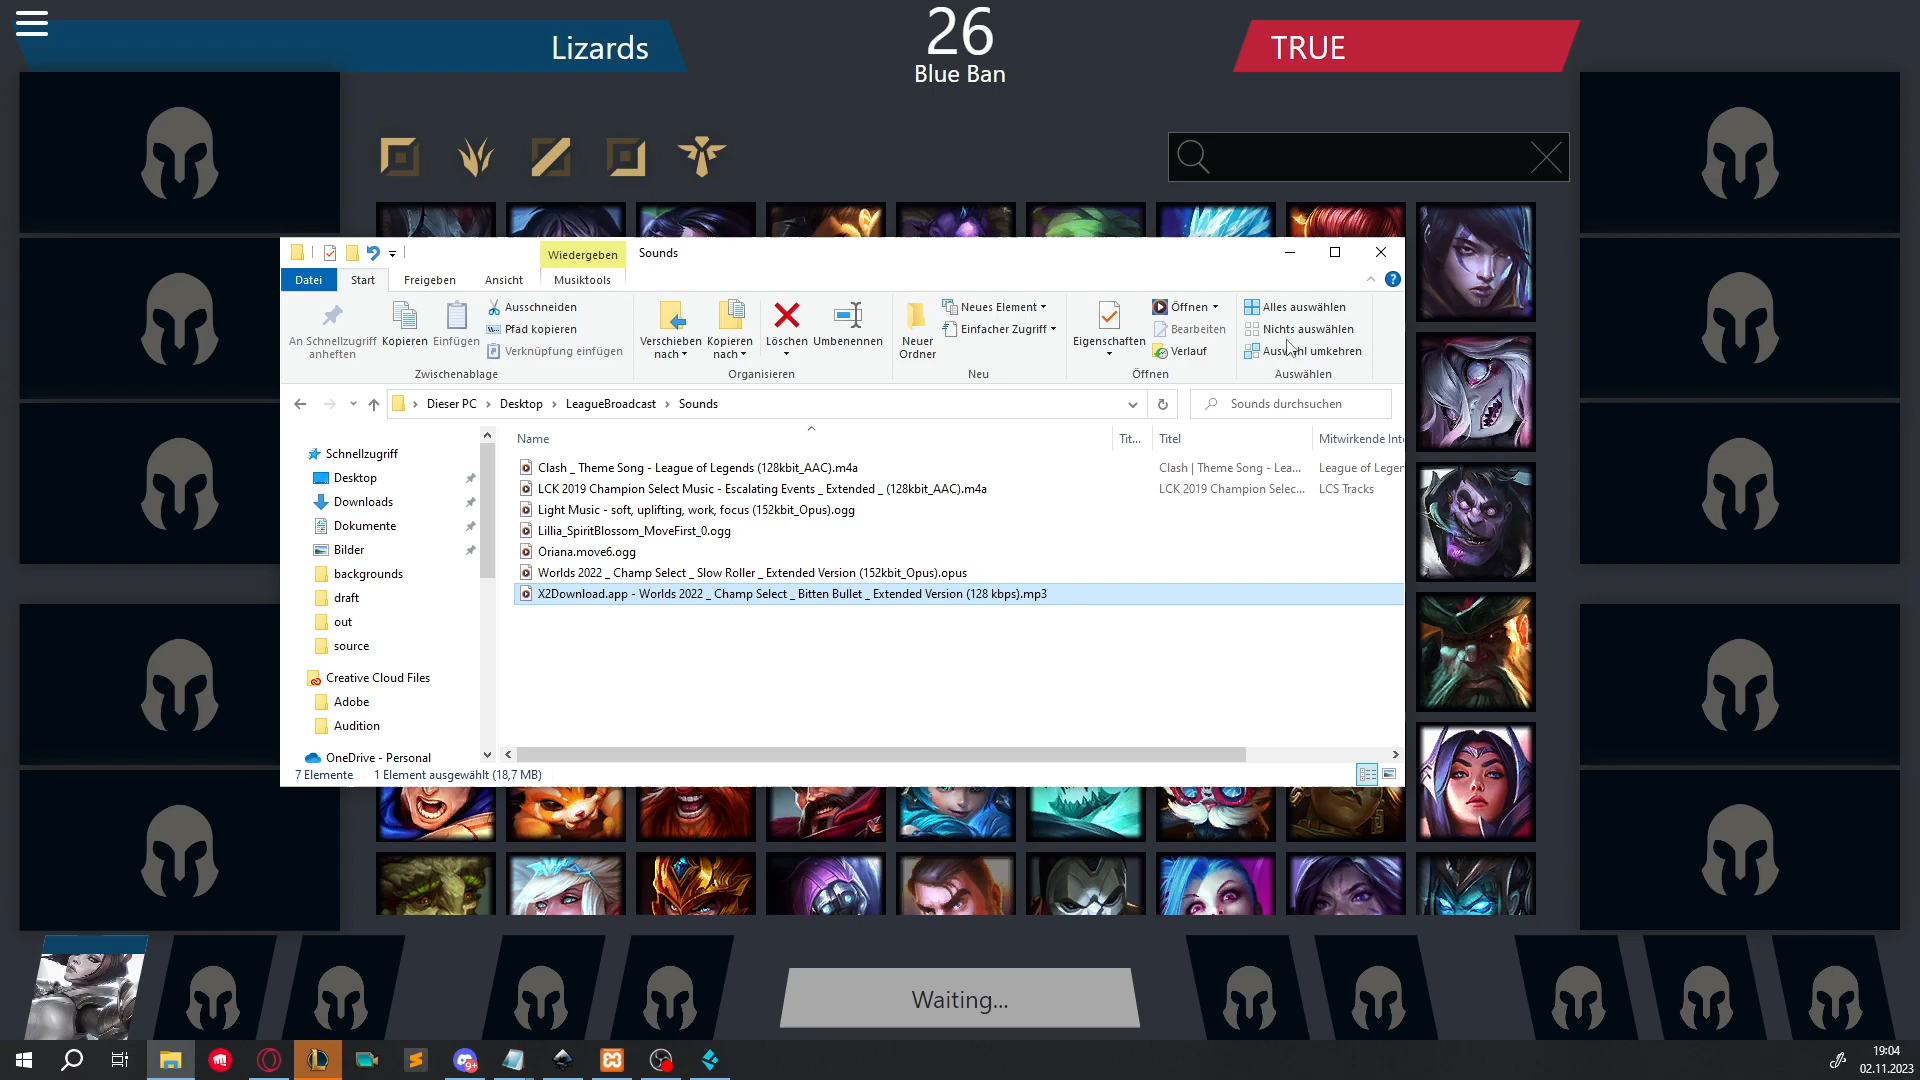 Lizards
26
Blue Ban
TRUE
Wiedergeben
Sounds
Datei
Start
Freigeben
Ansicht
Musiktools
An Schnellzugriff anheften
Kopieren
Einfügen
Ausschneiden
Pfad kopieren
Verknüpfung einfügen
Zwischenablage
Verschieben nach
Kopieren nach
Löschen
Umbenennen
Organisieren
Neuer Ordner
Neues Element
Einfacher Zugriff
Neu
Eigenschaften
Öffnen
Bearbeiten
Verlauf
Öffnen
Alles auswählen
Nichts auswählen
Auswahl umkehren
Auswählen
Dieser PC > Desktop > LeagueBroadcast > Sounds
Sounds durchsuchen
Schnellzugriff
Desktop
Downloads
Dokumente
Bilder
backgrounds
draft
out
source
Creative Cloud Files
Adobe
Audition
OneDrive - Personal
Name Tit... Titel Mitwirkende Int
Clash _ Theme Song - League of Legends (128kbit_AAC).m4a Clash | Theme Song - Lea... League of Leger
LCK 2019 Champion Select Music - Escalating Events _ Extended _ (128kbit_AAC).m4a LCK 2019 Champion Selec... LCS Tracks
Light Music - soft, uplifting, work, focus (152kbit_Opus).ogg
Lillia_SpiritBlossom_MoveFirst_0.ogg
Oriana.move6.ogg
Worlds 2022 _ Champ Select _ Slow Roller _ Extended Version (152kbit_Opus).opus
X2Download.app - Worlds 2022 _ Champ Select _ Bitten Bullet _ Extended Version (128 kbps).mp3
7 Elemente 1 Element ausgewählt (18,7 MB)
Waiting...
9+
19:04
02.11.2023